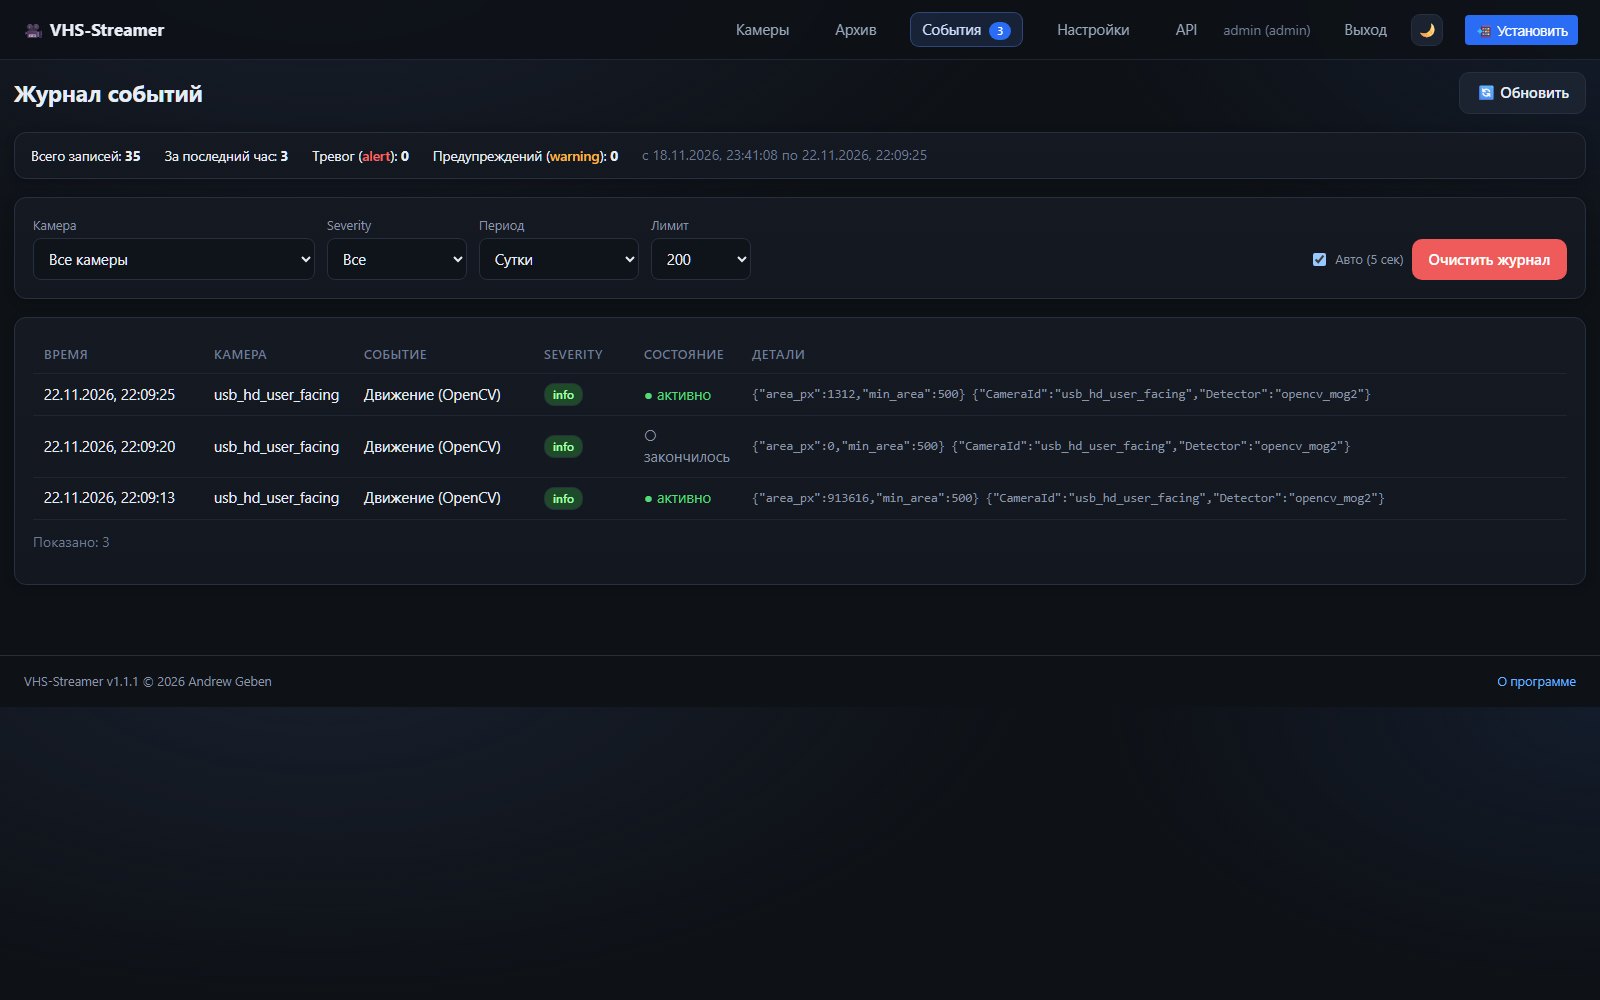 VHS-Streamer Камеры Архив События 3 Настройки API admin (admin) Выход Установить
Журнал событий Обновить
Всего записей: 35 За последний час: 3 Тревог (alert): 0 Предупреждений (warning): 0 с 18.11.2026, 23:41:08 по 22.11.2026, 22:09:25
Камера Severity Период Лимит
Все камеры Все Сутки 200 Авто (5 сек) Очистить журнал
ВРЕМЯ КАМЕРА СОБЫТИЕ SEVERITY СОСТОЯНИЕ ДЕТАЛИ
22.11.2026, 22:09:25 usb_hd_user_facing Движение (OpenCV) info ● активно {"area_px":1312,"min_area":500} {"CameraId":"usb_hd_user_facing","Detector":"opencv_mog2"}
22.11.2026, 22:09:20 usb_hd_user_facing Движение (OpenCV) info ○ закончилось {"area_px":0,"min_area":500} {"CameraId":"usb_hd_user_facing","Detector":"opencv_mog2"}
22.11.2026, 22:09:13 usb_hd_user_facing Движение (OpenCV) info ● активно {"area_px":913616,"min_area":500} {"CameraId":"usb_hd_user_facing","Detector":"opencv_mog2"}
Показано: 3
VHS-Streamer v1.1.1 © 2026 Andrew Geben О программе